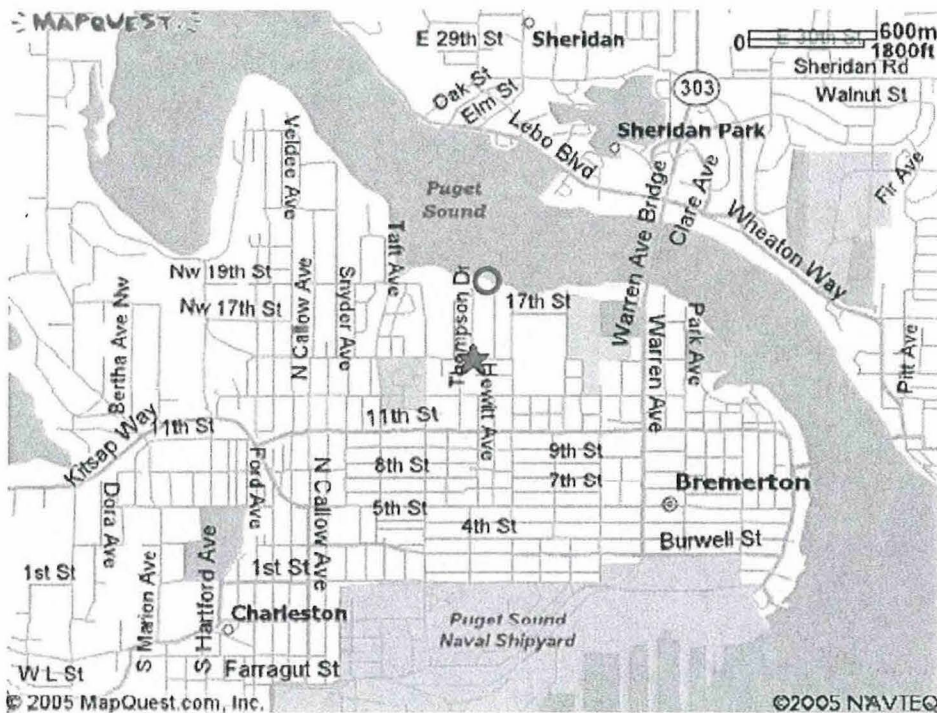 MAPQUEST.
E 29th St
Sheridan
0
600m
E 30th St
1800ft
Sheridan Rd
303
Walnut St
Oak St
Elm St
Lebo Blvd
Sheridan Park
Veldee Ave
Puget
Sound
Fir Ave
Clare Ave
Warren Ave Bridge
Wheaton Way
Taft Ave
Nw 19th St
N Callow Ave
Snyder Ave
Thompson Dr
17th St
Nw 17th St
Bertha Ave Nw
Park Ave
Warren Ave
Pitt Ave
Hewitt Ave
11th St
11th St
Kitsap Way
9th St
8th St
7th St
Ford Ave
N Callow Ave
Bremerton
Dora Ave
5th St
4th St
Burwell St
1st St
1st St
S Marion Ave
S Hartford Ave
Charleston
Puget Sound
Naval Shipyard
W L St
Farragut St
© 2005 MapQuest.com, Inc.
©2005 NAVTEQ